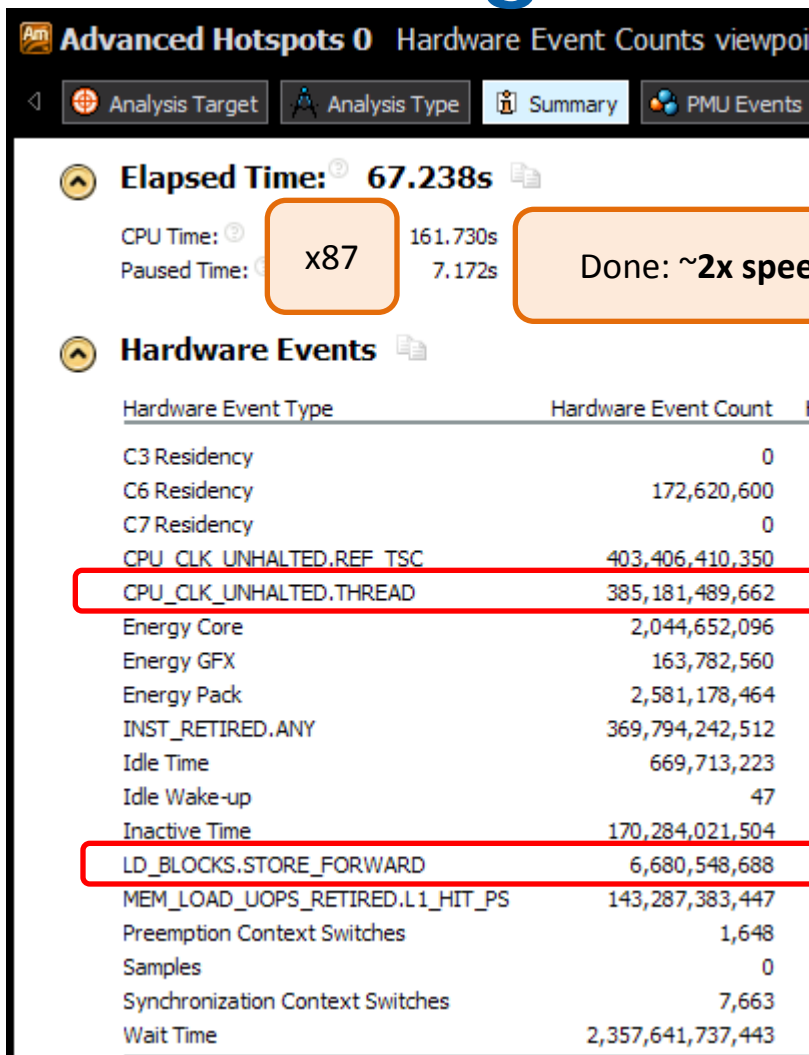 Advanced Hotspots 0 Hardware Event Counts viewpoi
Analysis Target Analysis Type Summary PMU Events
Elapsed Time: 67.238s
CPU Time: 161.730s
Paused Time: 7.172s
x87
Done: ~2x spee
Hardware Events
Hardware Event Type Hardware Event Count
C3 Residency 0
C6 Residency 172,620,600
C7 Residency 0
CPU_CLK_UNHALTED.REF_TSC 403,406,410,350
CPU_CLK_UNHALTED.THREAD 385,181,489,662
Energy Core 2,044,652,096
Energy GFX 163,782,560
Energy Pack 2,581,178,464
INST_RETIRED.ANY 369,794,242,512
Idle Time 669,713,223
Idle Wake-up 47
Inactive Time 170,284,021,504
LD_BLOCKS.STORE_FORWARD 6,680,548,688
MEM_LOAD_UOPS_RETIRED.L1_HIT_PS 143,287,383,447
Preemption Context Switches 1,648
Samples 0
Synchronization Context Switches 7,663
Wait Time 2,357,641,737,443